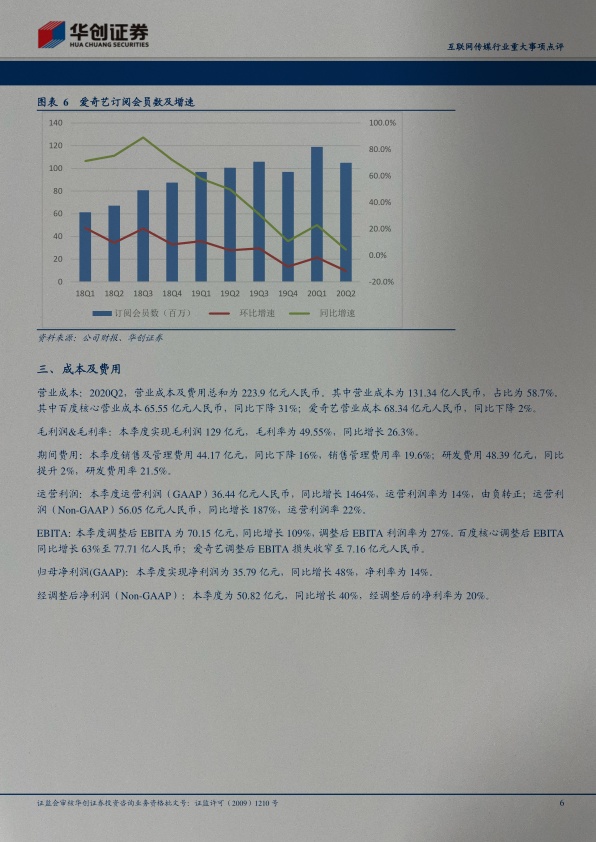 华创证券
HUA CHUANG SECURITIES
互联网传媒行业重大事项点评
图表 6 爱奇艺订阅会员数及增速
140
120
100
80
60
40
20
0
100.0%
80.0%
60.0%
40.0%
20.0%
0.0%
-20.0%
18Q1 18Q2 18Q3 18Q4 19Q1 19Q2 19Q3 19Q4 20Q1 20Q2
订阅会员数（百万） 环比增速 同比增速
资料来源：公司财报、华创证券
三、成本及费用
营业成本：2020Q2，营业成本及费用总和为 223.9 亿元人民币。其中营业成本为 131.34 亿人民币，占比为 58.7%。
其中百度核心营业成本 65.55 亿元人民币，同比下降 31%；爱奇艺营业成本 68.34 亿元人民币，同比下降 2%。
毛利润&毛利率：本季度实现毛利润 129 亿元，毛利率为 49.55%，同比增长 26.3%。
期间费用：本季度销售及管理费用 44.17 亿元，同比下降 16%，销售管理费用率 19.6%；研发费用 48.39 亿元，同比
提升 2%，研发费用率 21.5%。
运营利润：本季度运营利润（GAAP）36.44 亿元人民币，同比增长 1464%，运营利润率为 14%，由负转正；运营利
润（Non-GAAP）56.05 亿元人民币，同比增长 187%，运营利润率 22%。
EBITA: 本季度调整后 EBITA 为 70.15 亿元，同比增长 109%，调整后 EBITA 利润率为 27%。百度核心调整后 EBITA
同比增长 63%至 77.71 亿人民币；爱奇艺调整后 EBITA 损失收窄至 7.16 亿元人民币。
归母净利润(GAAP)：本季度实现净利润为 35.79 亿元，同比增长 48%，净利率为 14%。
经调整后净利润（Non-GAAP）：本季度为 50.82 亿元，同比增长 40%，经调整后的净利率为 20%。
证监会审核华创证券投资咨询业务资格批文号：证监许可（2009）1210 号
6